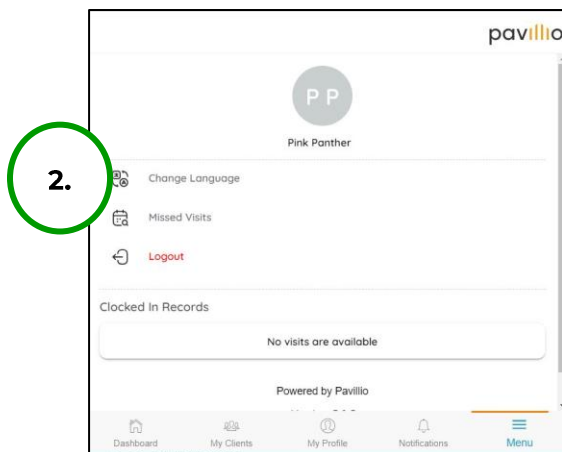 pavillio
P P
Pink Panther
2.
Change Language
Missed Visits
Logout
Clocked In Records
No visits are available
Powered by Pavillio
Dashboard
My Clients
My Profile
Notifications
Menu